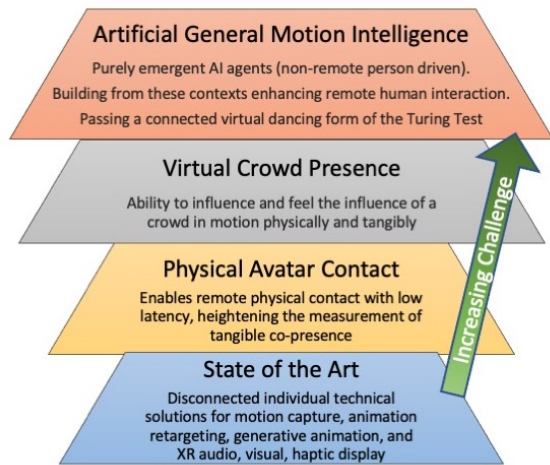 Artificial General Motion Intelligence
Purely emergent AI agents (non-remote person driven).
Building from these contexts enhancing remote human interaction.
Passing a connected virtual dancing form of the Turing Test
Virtual Crowd Presence
Ability to influence and feel the influence of a
crowd in motion physically and tangibly
Physical Avatar Contact
Enables remote physical contact with low
latency, heightening the measurement of
tangible co-presence
State of the Art
Disconnected individual technical
solutions for motion capture, animation
retargeting, generative animation, and
XR audio, visual, haptic display
Increasing Challenge